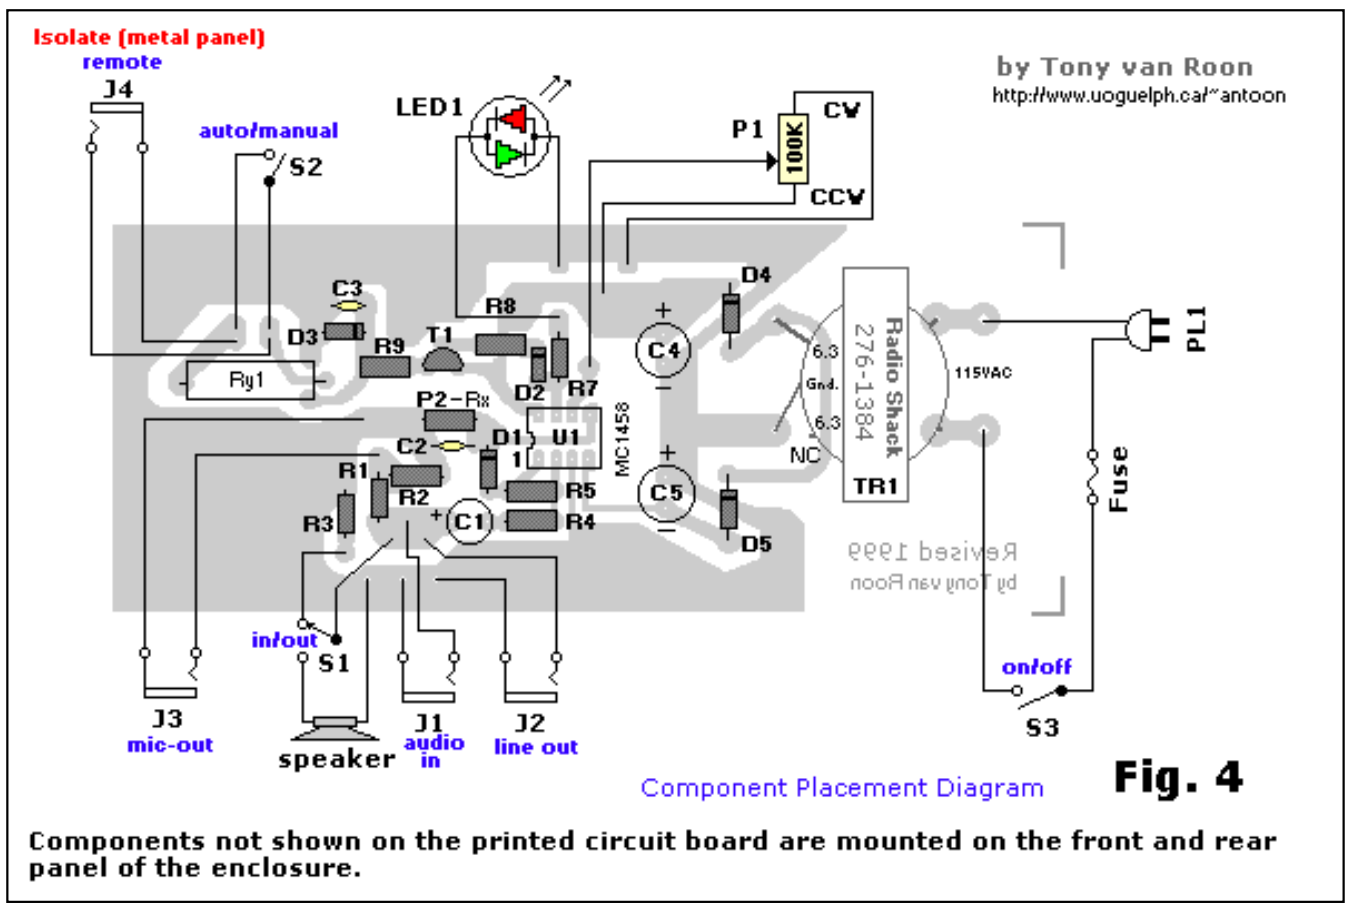 Isolate (metal panel)
remote
J4
auto/manual
S2
LED1
by Tony van Roon
http://www.uoguelph.ca/~antoon
CW
P1
100K
CCW
C3
D3
R9
T1
R8
D2
R7
D4
C4
+
–
Ry1
P2-Rx
C2
D1
1
U1
MC1458
R1
R2
R3
+
C1
R5
R4
+
C5
–
D5
6.3
Gnd.
6.3
NC
Radio Shack
276-1384
TR1
115VAC
PL1
Fuse
Revised 1999
by Tony van Roon
in/out
S1
on/off
S3
J3
mic-out
speaker
J1
audio
in
J2
line out
Component Placement Diagram
Fig. 4
Components not shown on the printed circuit board are mounted on the front and rear
panel of the enclosure.